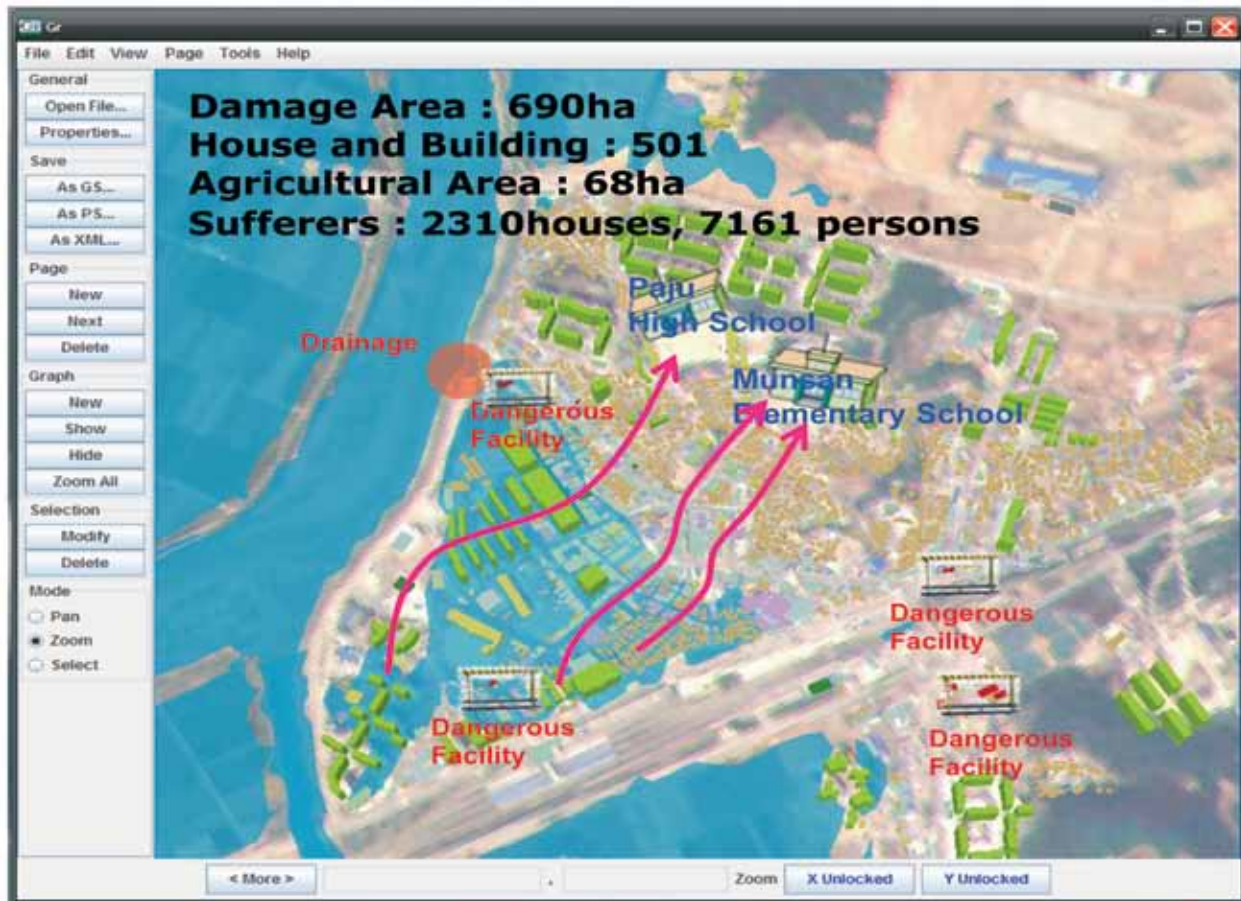 Gr
File Edit View Page Tools Help
General
Open File...
Properties...
Save
As GS...
As PS...
As XML...
Page
New
Next
Delete
Graph
New
Show
Hide
Zoom All
Selection
Modify
Delete
Mode
Pan
Zoom
Select
Damage Area : 690ha
House and Building : 501
Agricultural Area : 68ha
Sufferers : 2310houses, 7161 persons
Paju
High School
Drainage
Munsan
Elementary School
Dangerous
Facility
Dangerous
Facility
Dangerous
Facility
Dangerous
Facility
< More > , Zoom X Unlocked Y Unlocked